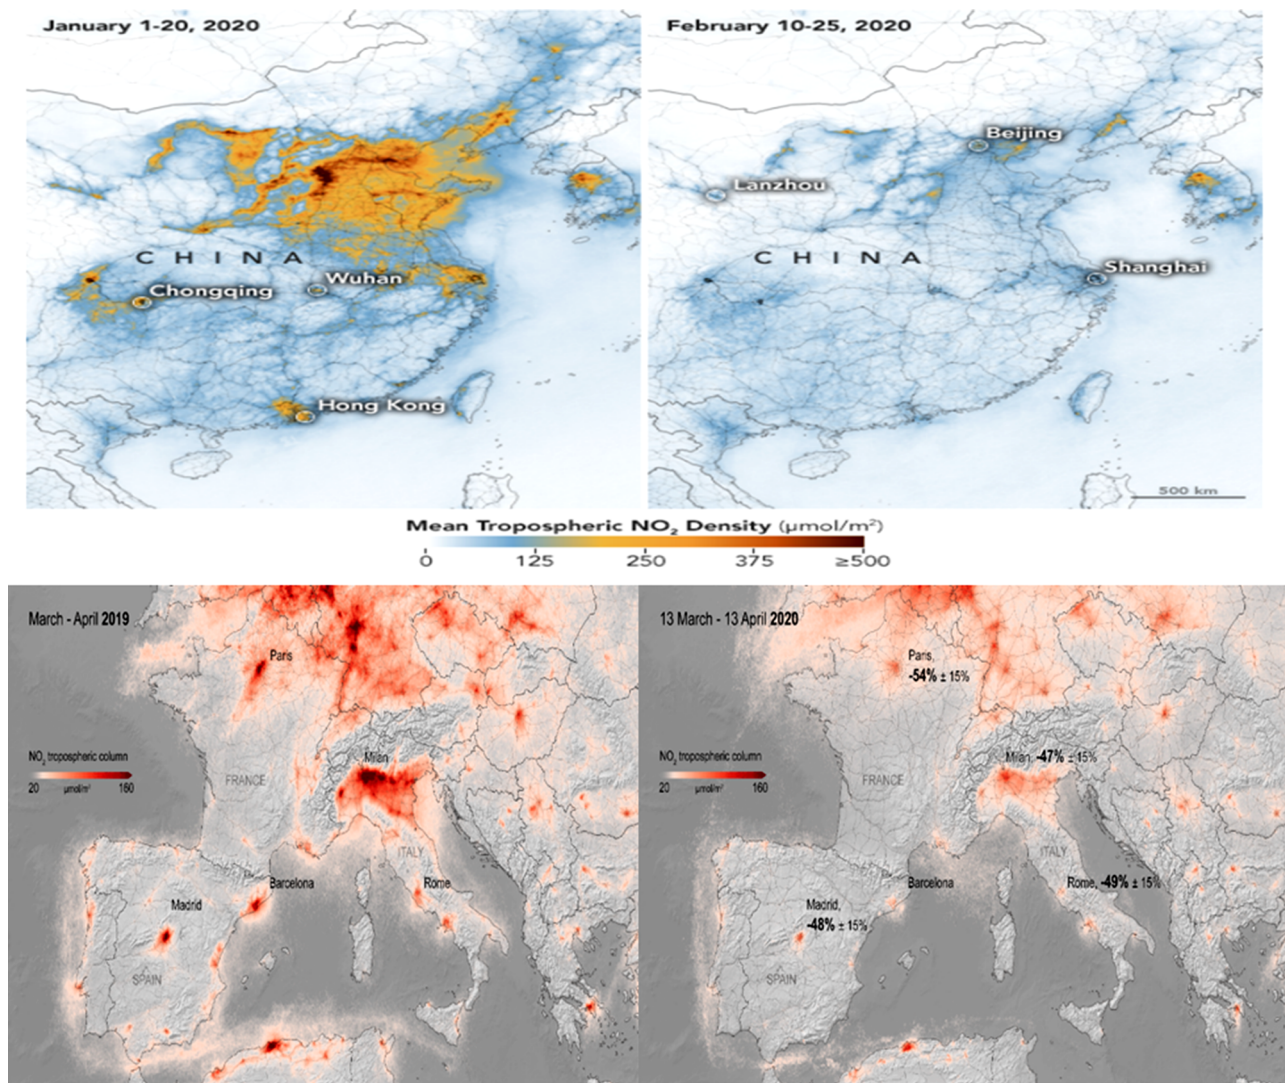 January 1-20, 2020
CHINA
Wuhan
Chongqing
Hong Kong
February 10-25, 2020
Beijing
Lanzhou
CHINA
Shanghai
500 km
Mean Tropospheric NO₂ Density (µmol/m²)
0 125 250 375 ≥500
March - April 2019
Paris
NO₂ tropospheric column
20 µmol/m² 160
Milan
FRANCE
ITALY
Barcelona
Rome
Madrid
SPAIN
13 March - 13 April 2020
Paris,
-54% ± 15%
NO₂ tropospheric column
20 µmol/m² 160
Milan, -47% ± 15%
FRANCE
ITALY
Barcelona
Rome, -49% ± 15%
Madrid,
-48% ± 15%
SPAIN